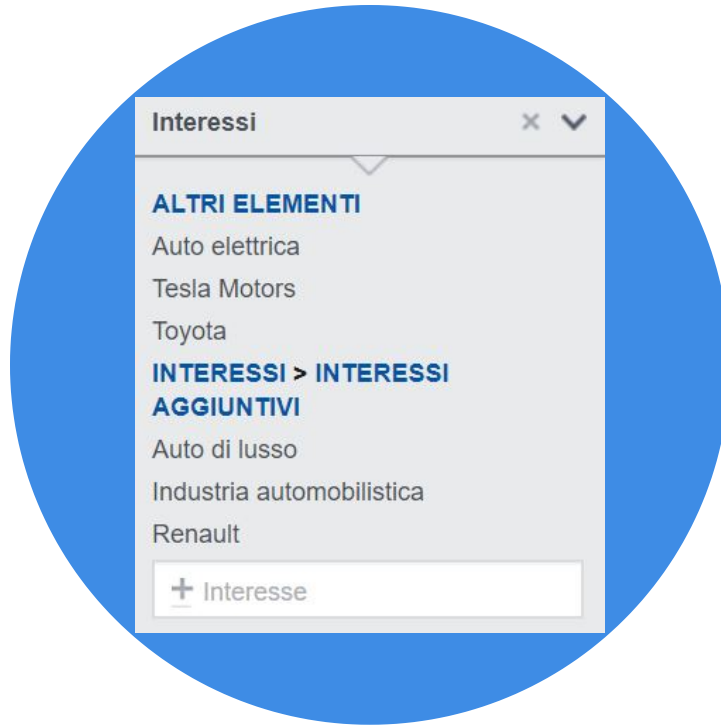 Interessi
ALTRI ELEMENTI
Auto elettrica
Tesla Motors
Toyota
INTERESSI > INTERESSI
AGGIUNTIVI
Auto di lusso
Industria automobilistica
Renault
+ Interesse